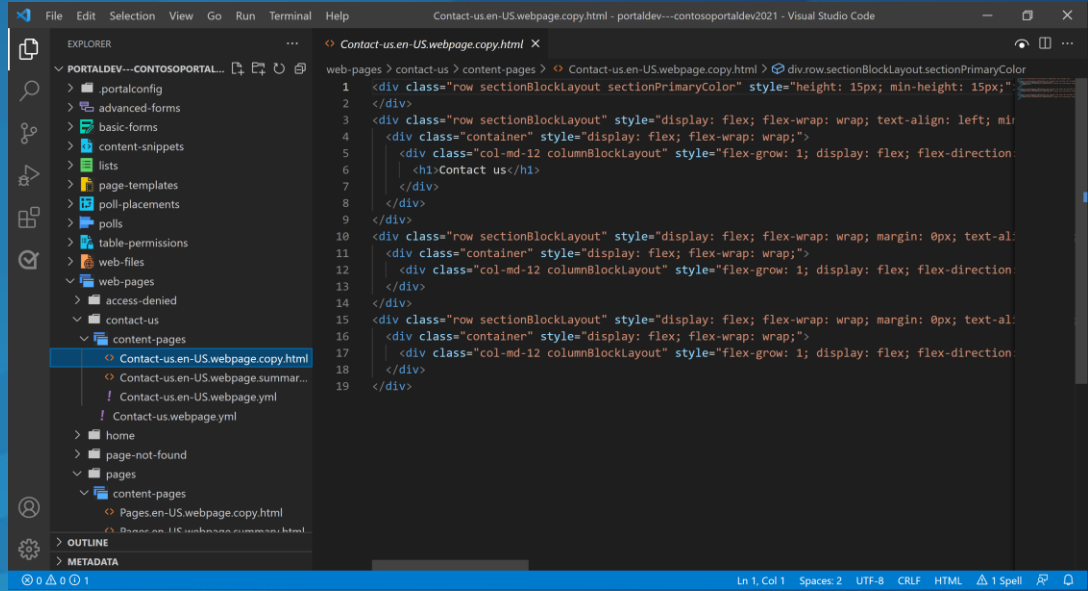 File Edit Selection View Go Run Terminal Help Contact-us.en-US.webpage.copy.html - portaldev---contosoportaldev2021 - Visual Studio Code
EXPLORER
PORTALDEV---CONTOSOPORTAL...
.portalconfig
advanced-forms
basic-forms
content-snippets
lists
page-templates
poll-placements
polls
table-permissions
web-files
web-pages
access-denied
contact-us
content-pages
Contact-us.en-US.webpage.copy.html
Contact-us.en-US.webpage.summar...
Contact-us.en-US.webpage.yml
Contact-us.webpage.yml
home
page-not-found
pages
content-pages
Pages.en-US.webpage.copy.html
Pages.en-US.webpage.summary.html
OUTLINE
METADATA
Contact-us.en-US.webpage.copy.html
web-pages > contact-us > content-pages > Contact-us.en-US.webpage.copy.html > div.row.sectionBlockLayout.sectionPrimaryColor
1 <div class="row sectionBlockLayout sectionPrimaryColor" style="height: 15px; min-height: 15px;"
2 </div>
3 <div class="row sectionBlockLayout" style="display: flex; flex-wrap: wrap; text-align: left; min
4 <div class="container" style="display: flex; flex-wrap: wrap;">
5 <div class="col-md-12 columnBlockLayout" style="flex-grow: 1; display: flex; flex-direction:
6 <h1>Contact us</h1>
7 </div>
8 </div>
9 </div>
10 <div class="row sectionBlockLayout" style="display: flex; flex-wrap: wrap; margin: 0px; text-al
11 <div class="container" style="display: flex; flex-wrap: wrap;">
12 <div class="col-md-12 columnBlockLayout" style="flex-grow: 1; display: flex; flex-direction:
13 </div>
14 </div>
15 <div class="row sectionBlockLayout" style="display: flex; flex-wrap: wrap; margin: 0px; text-al
16 <div class="container" style="display: flex; flex-wrap: wrap;">
17 <div class="col-md-12 columnBlockLayout" style="flex-grow: 1; display: flex; flex-direction:
18 </div>
19 </div>
0 0 1 Ln 1, Col 1 Spaces: 2 UTF-8 CRLF HTML 1 Spell